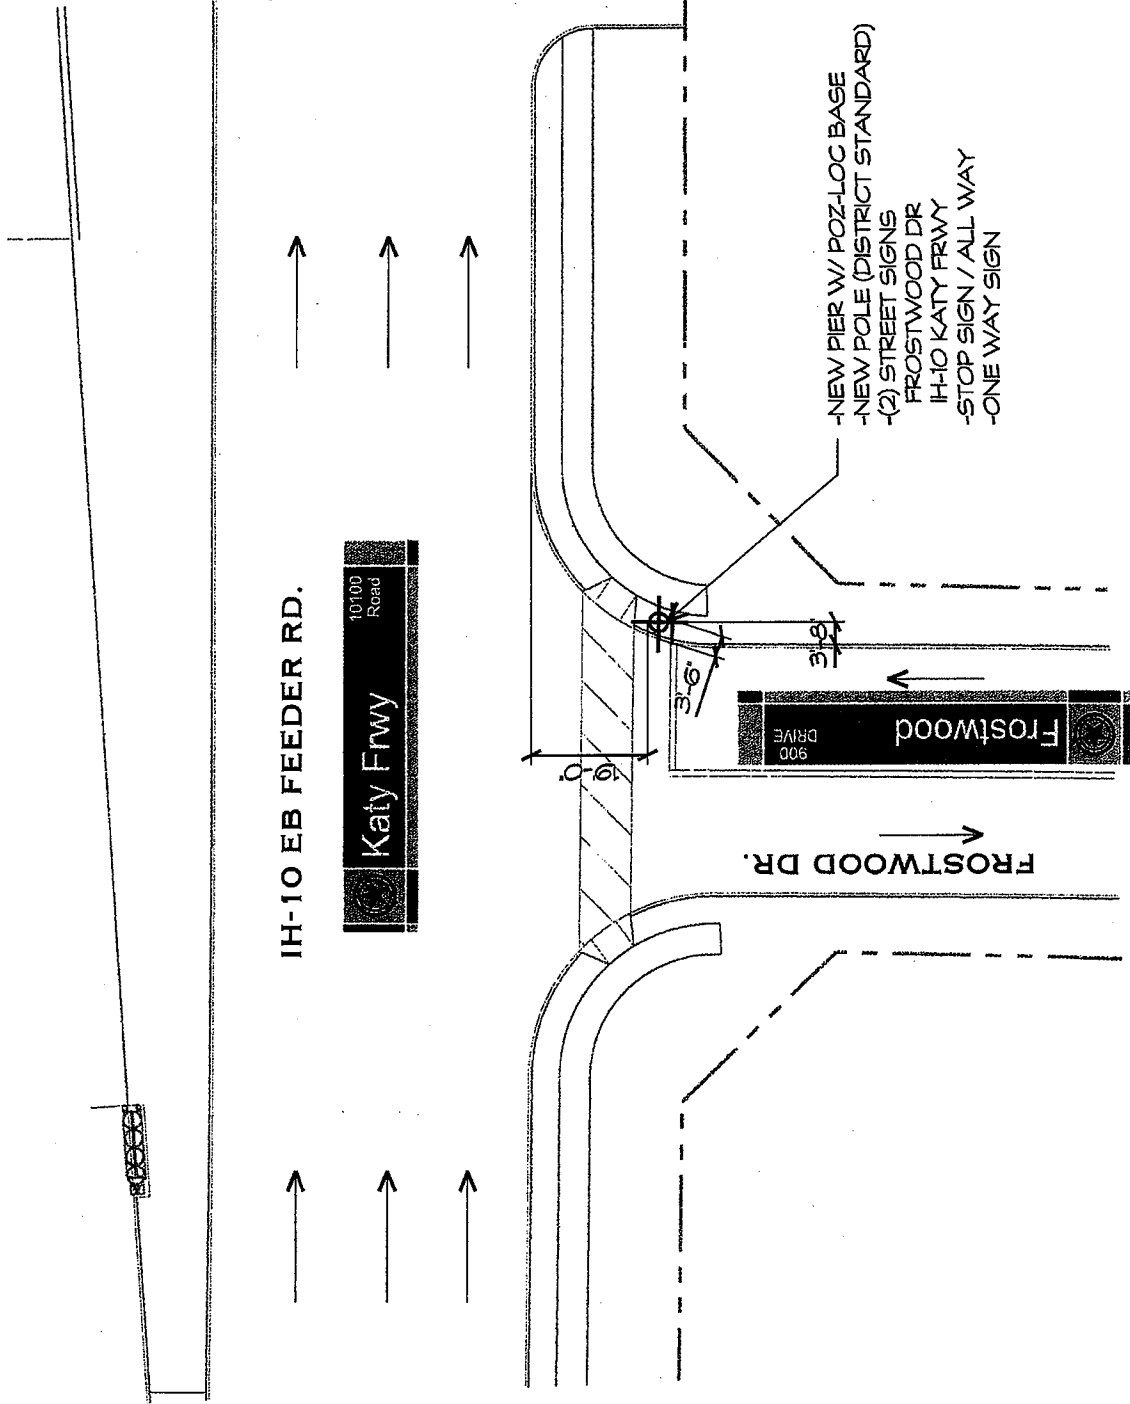 IH-10 EB FEEDER RD.
Katy Frwy
10100
Road
-NEW PIER W/ POZ-LOC BASE
-NEW POLE (DISTRICT STANDARD)
-(2) STREET SIGNS
FROSTWOOD DR
IH-10 KATY FRWY
-STOP SIGN / ALL WAY
-ONE WAY SIGN
3'-6"
3'-8"
900
DRIVE
Frostwood
FROSTWOOD DR.